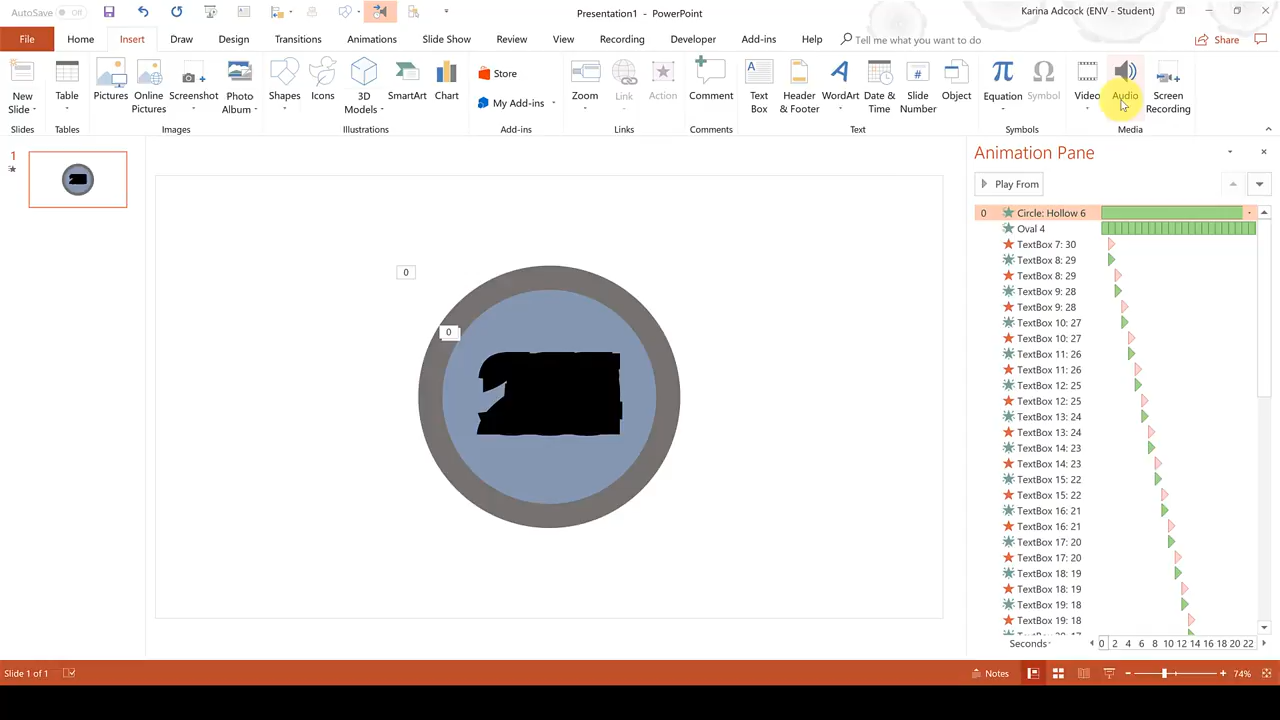 AutoSave Off
Presentation1 - PowerPoint
Karina Adcock (ENV - Student)
File Home Insert Draw Design Transitions Animations Slide Show Review View Recording Developer Add-ins Help Tell me what you want to do Share
New Slide
Table
Pictures
Online Pictures
Screenshot
Photo Album
Shapes
Icons
3D Models
SmartArt
Chart
Store
My Add-ins
Zoom
Link
Action
Comment
Text Box
Header & Footer
WordArt
Date & Time
Slide Number
Object
Equation
Symbol
Video
Audio
Screen Recording
Slides Tables Images Illustrations Add-ins Links Comments Text Symbols Media
1
0
0
Animation Pane
Play From
0 Circle: Hollow 6
Oval 4
TextBox 7: 30
TextBox 8: 29
TextBox 8: 29
TextBox 9: 28
TextBox 9: 28
TextBox 10: 27
TextBox 10: 27
TextBox 11: 26
TextBox 11: 26
TextBox 12: 25
TextBox 12: 25
TextBox 13: 24
TextBox 13: 24
TextBox 14: 23
TextBox 14: 23
TextBox 15: 22
TextBox 15: 22
TextBox 16: 21
TextBox 16: 21
TextBox 17: 20
TextBox 17: 20
TextBox 18: 19
TextBox 18: 19
TextBox 19: 18
TextBox 19: 18
Seconds 0 2 4 6 8 10 12 14 16 18 20 22
Slide 1 of 1
Notes
74%